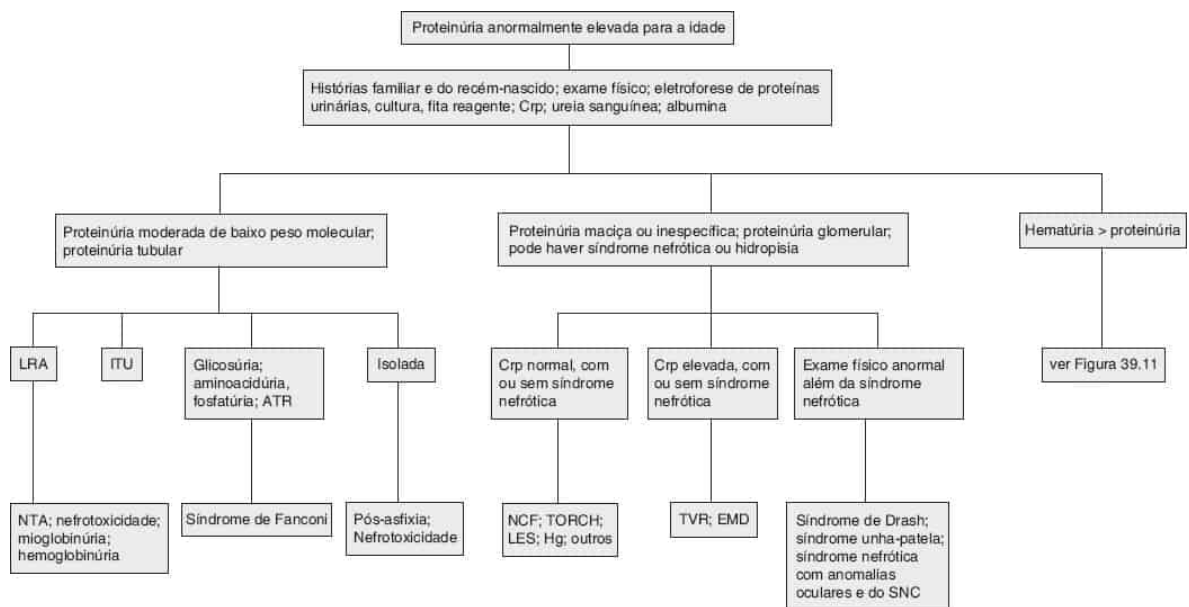 Proteinúria anormalmente elevada para a idade
Histórias familiar e do recém-nascido; exame físico; eletroforese de proteínas
urinárias, cultura, fita reagente; Crp; ureia sanguínea; albumina
Proteinúria moderada de baixo peso molecular;
proteinúria tubular
Proteinúria maciça ou inespecífica; proteinúria glomerular;
pode haver síndrome nefrótica ou hidropisia
Hematúria > proteinúria
LRA
ITU
Glicosúria;
aminoacidúria,
fosfatúria; ATR
Isolada
Crp normal, com
ou sem síndrome
nefrótica
Crp elevada, com
ou sem síndrome
nefrótica
Exame físico anormal
além da síndrome
nefrótica
ver Figura 39.11
NTA; nefrotoxicidade;
mioglobinúria;
hemoglobinúria
Síndrome de Fanconi
Pós-asfixia;
Nefrotoxicidade
NCF; TORCH;
LES; Hg; outros
TVR; EMD
Síndrome de Drash;
síndrome unha-patela;
síndrome nefrótica
com anomalías
oculares e do SNC